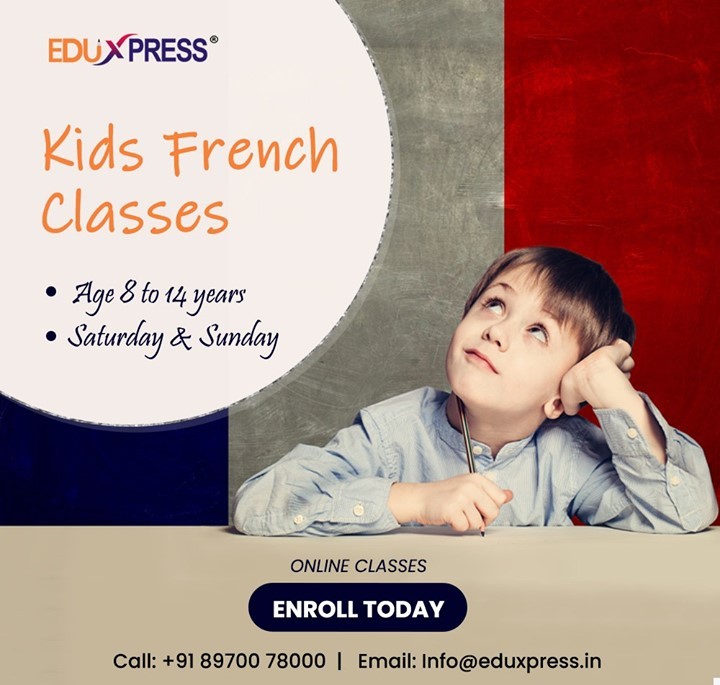 EDUXPRESS®
Kids French
Classes
• Age 8 to 14 years
• Saturday & Sunday
ONLINE CLASSES
ENROLL TODAY
Call: +91 89700 78000 | Email: Info@eduxpress.in